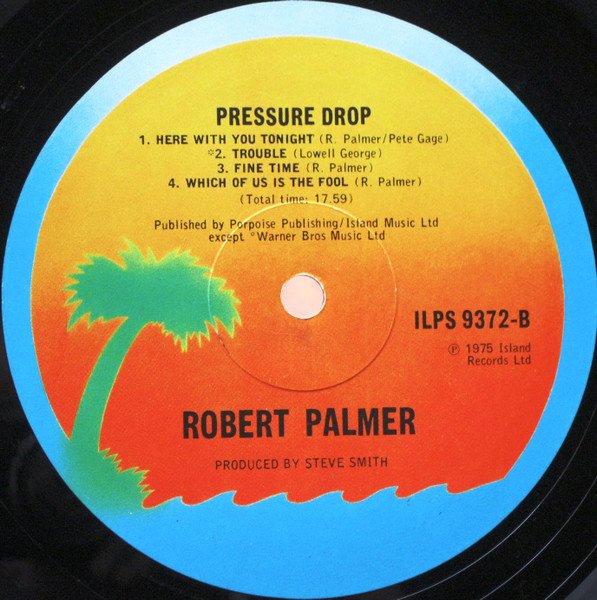 PRESSURE DROP
1. HERE WITH YOU TONIGHT (R. Palmer/Pete Gage)
*2. TROUBLE (Lowell George)
3. FINE TIME (R. Palmer)
4. WHICH OF US IS THE FOOL (R. Palmer)
(Total time: 17.59)
Published by Porpoise Publishing/Island Music Ltd
except *Warner Bros Music Ltd
ILPS 9372-B
℗ 1975 Island
Records Ltd
ROBERT PALMER
PRODUCED BY STEVE SMITH